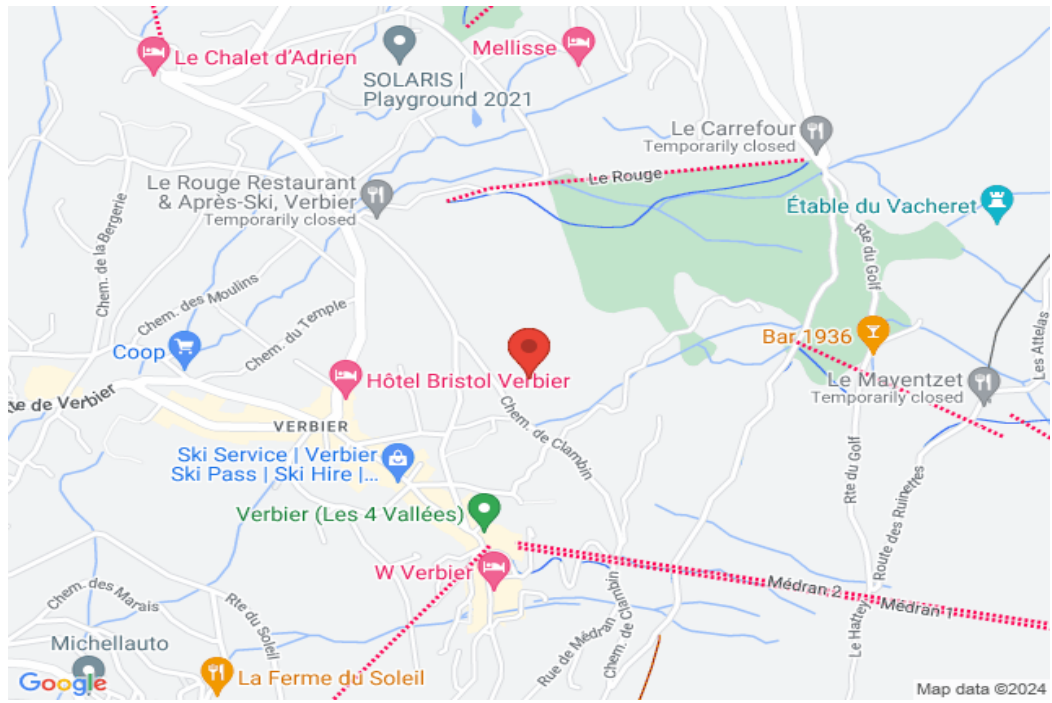 Le Chalet d'Adrien
Mellisse
SOLARIS |
Playground 2021
Le Carrefour
Temporarily closed
Le Rouge
Le Rouge Restaurant
& Après-Ski, Verbier
Temporarily closed
Étable du Vacheret
Rte du Golf
Chem. de la Bergerie
Chem. des Moulins
Chem. du Temple
Coop
Bar 1936
Les Attelas
Hôtel Bristol Verbier
Le Mayentzet
Temporarily closed
te de Verbier
VERBIER
Chem. de Clambin
Ski Service | Verbier
Ski Pass | Ski Hire |...
Rte du Golf
Route des Ruinettes
Verbier (Les 4 Vallées)
W Verbier
Médran 2
Médran 1
Chem. des Marais
Rte du Soleil
Rue de Médran
Chem. de Clambin
Le Hattey
Michellauto
La Ferme du Soleil
Google
Map data ©2024